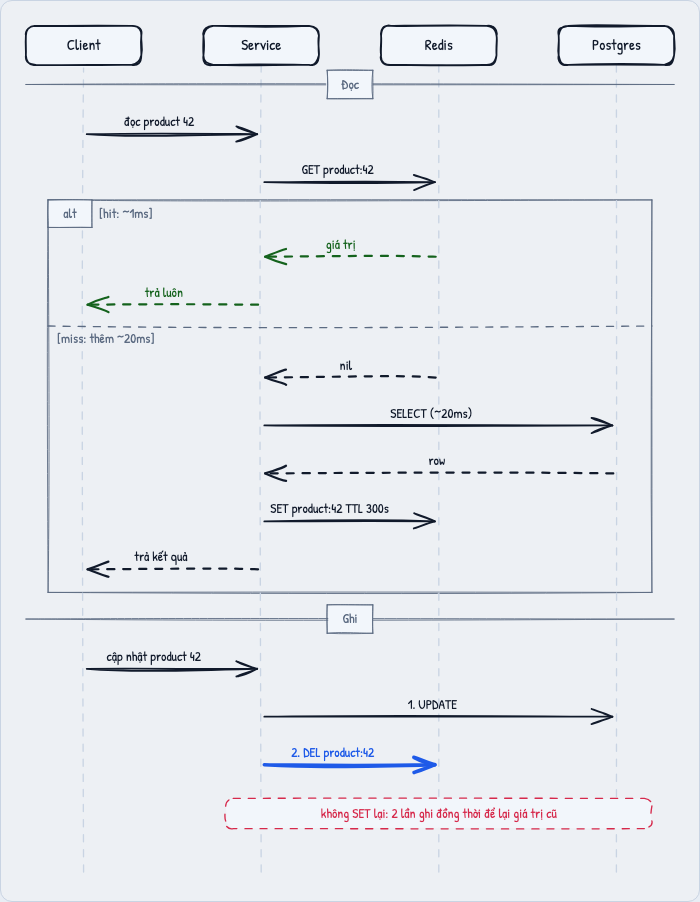 Client
Service
Redis
Postgres
Đọc
đọc product 42
GET product:42
alt
[hit: ~1ms]
giá trị
trả luôn
[miss: thêm ~20ms]
nil
SELECT (~20ms)
row
SET product:42 TTL 300s
trả kết quả
Ghi
cập nhật product 42
1. UPDATE
2. DEL product:42
không SET lại: 2 lần ghi đồng thời để lại giá trị cũ